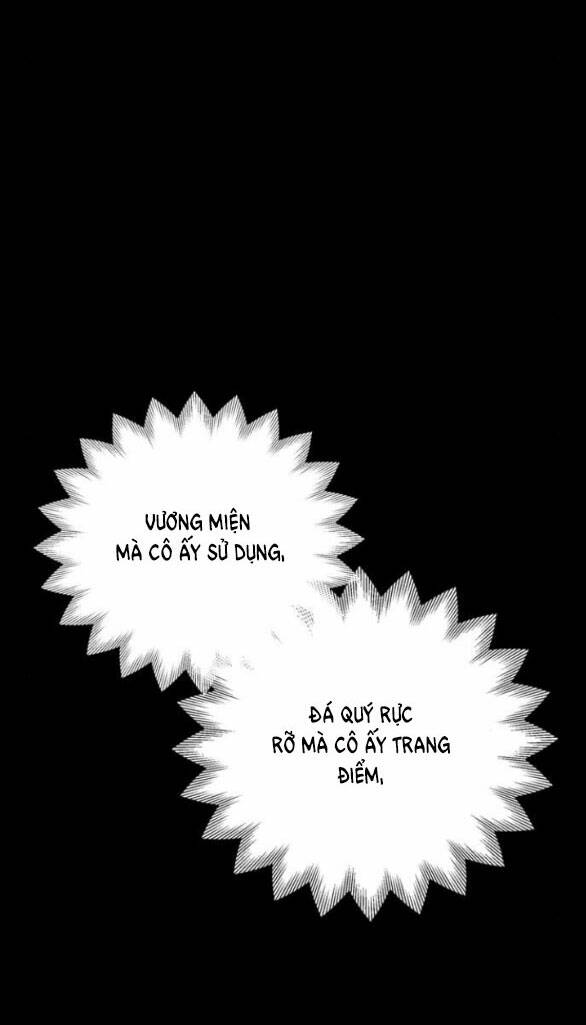 VƯƠNG MIỆN
MÀ CÔ ẤY SỬ DỤNG,
ĐÁ QUÝ RỰC
RỠ MÀ CÔ ẤY TRANG
ĐIỂM,